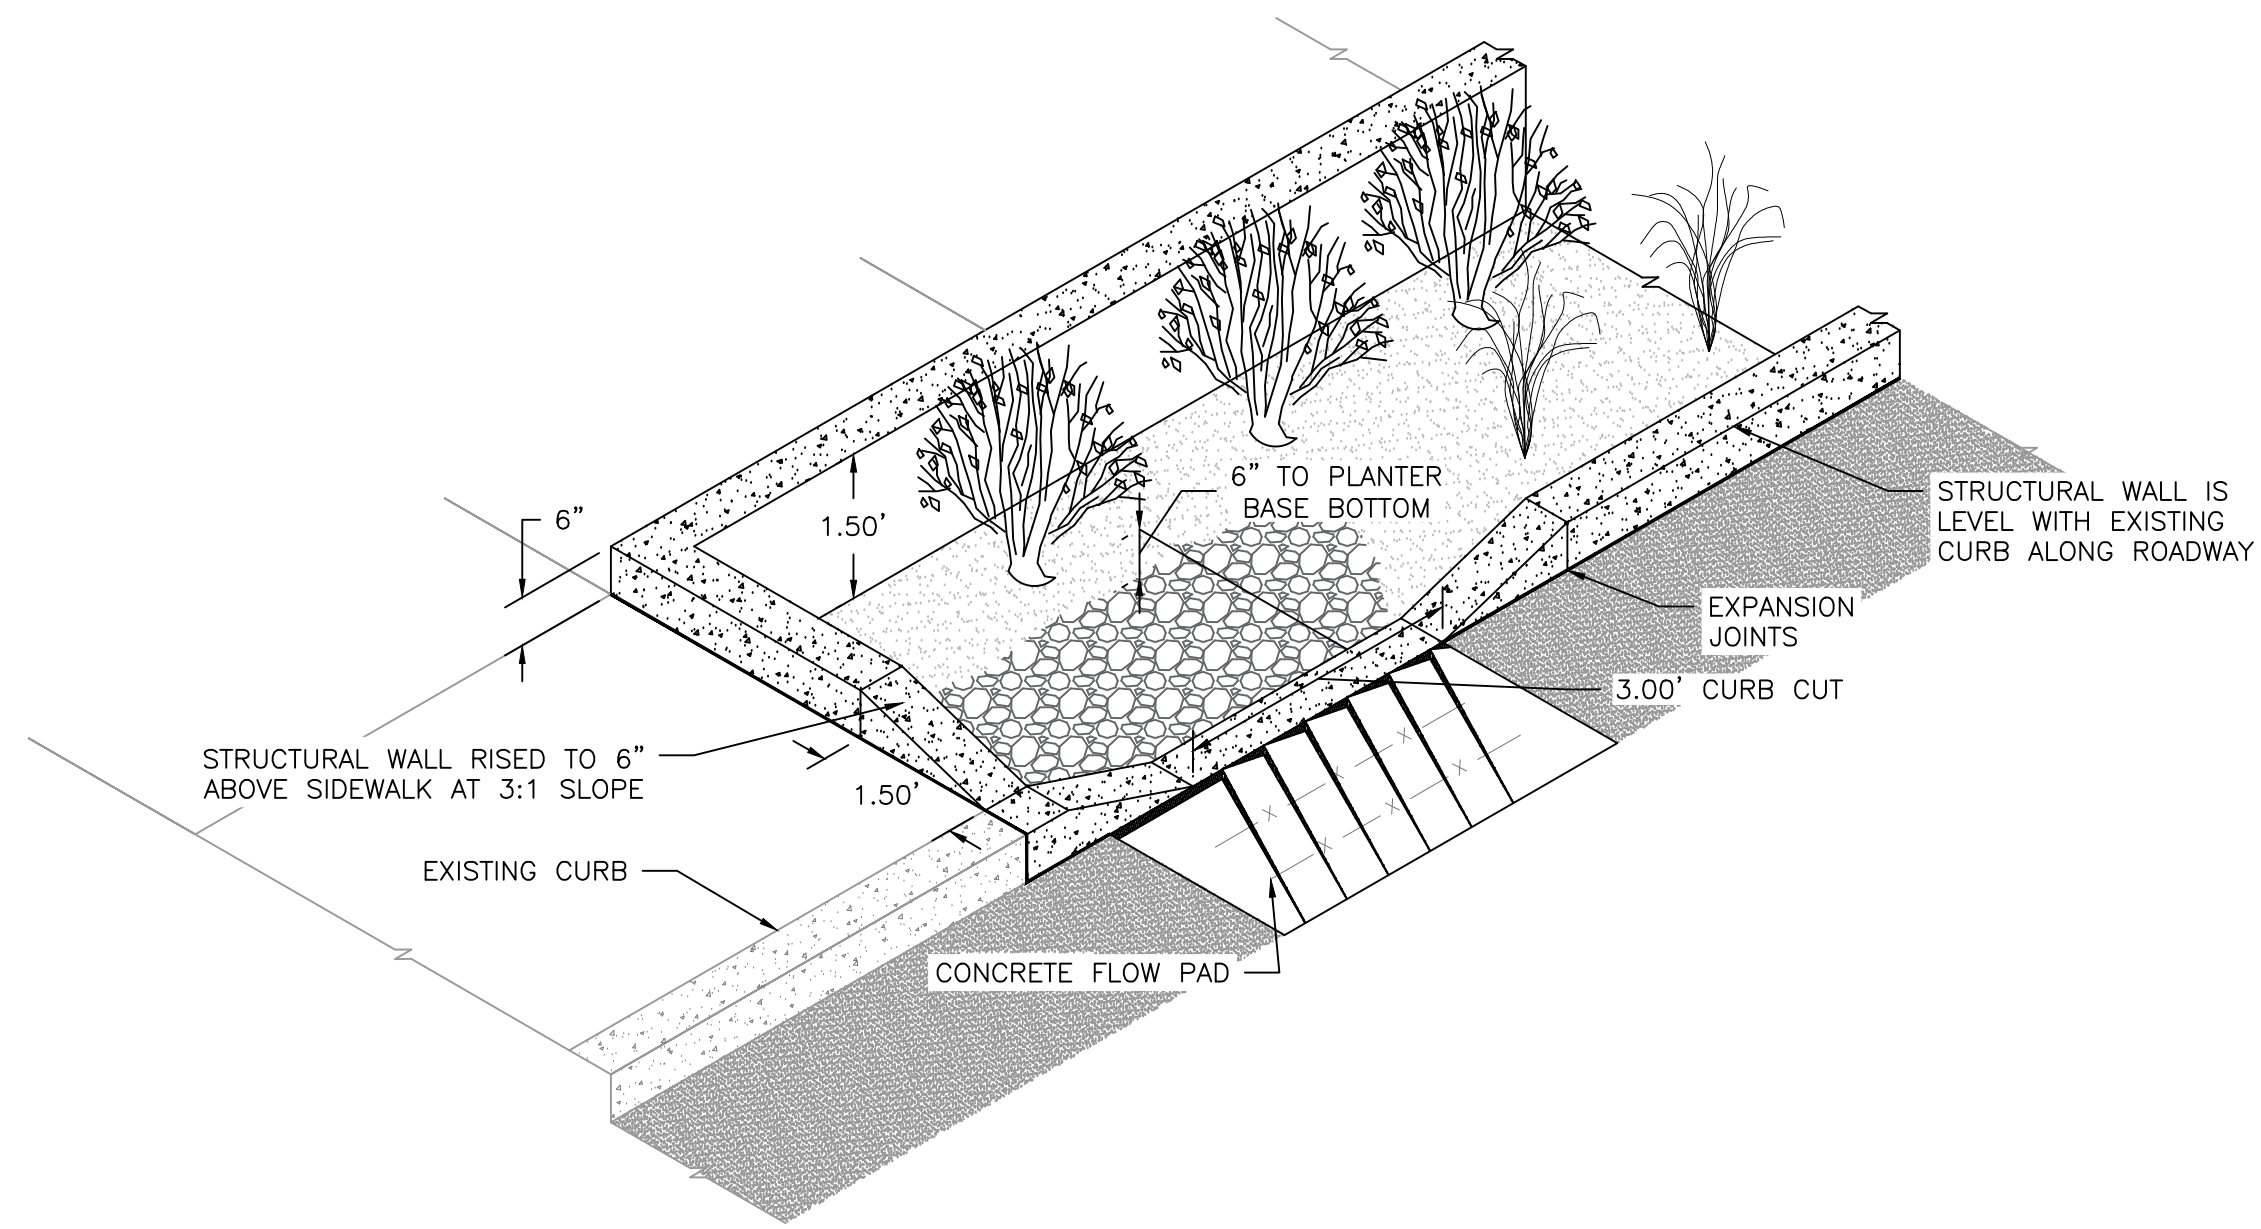 6” TO PLANTER
BASE BOTTOM
6”
1.50’
STRUCTURAL WALL IS
LEVEL WITH EXISTING
CURB ALONG ROADWAY
EXPANSION
JOINTS
3.00’ CURB CUT
STRUCTURAL WALL RISED TO 6”
ABOVE SIDEWALK AT 3:1 SLOPE
1.50’
EXISTING CURB
CONCRETE FLOW PAD